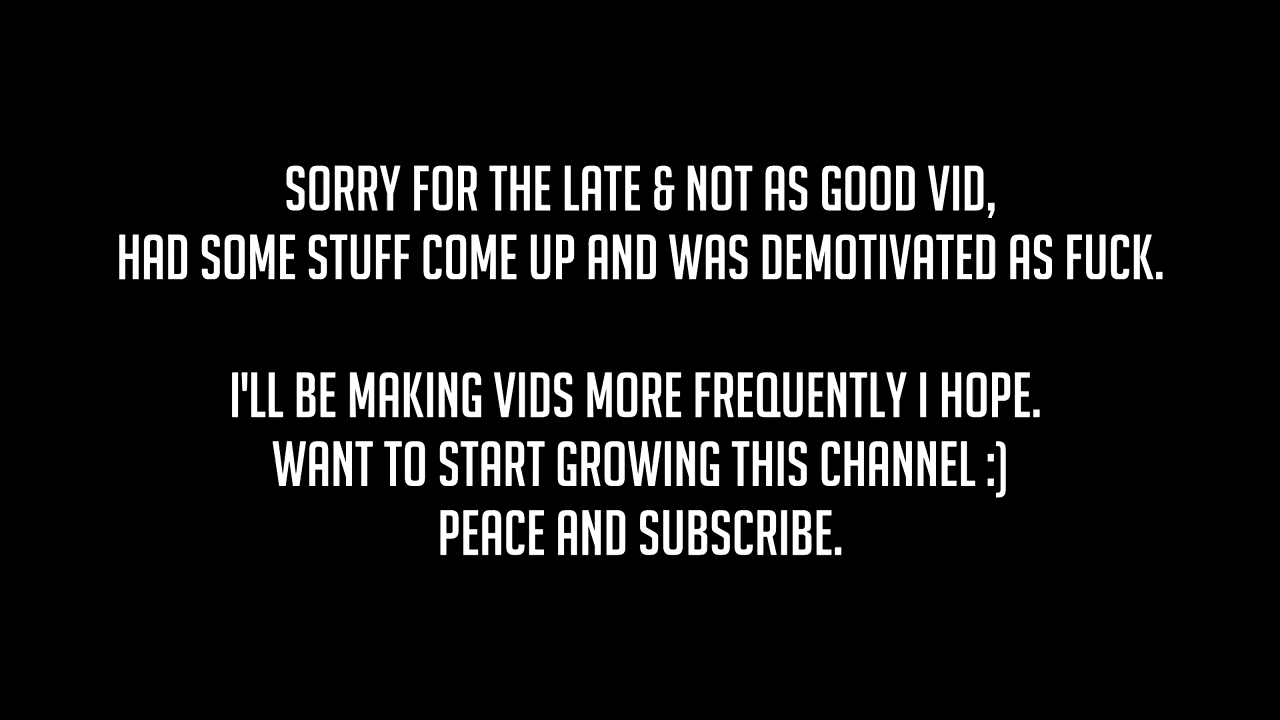 SORRY FOR THE LATE & NOT AS GOOD VID,
HAD SOME STUFF COME UP AND WAS DEMOTIVATED AS FUCK.
I'LL BE MAKING VIDS MORE FREQUENTLY I HOPE.
WANT TO START GROWING THIS CHANNEL :)
PEACE AND SUBSCRIBE.